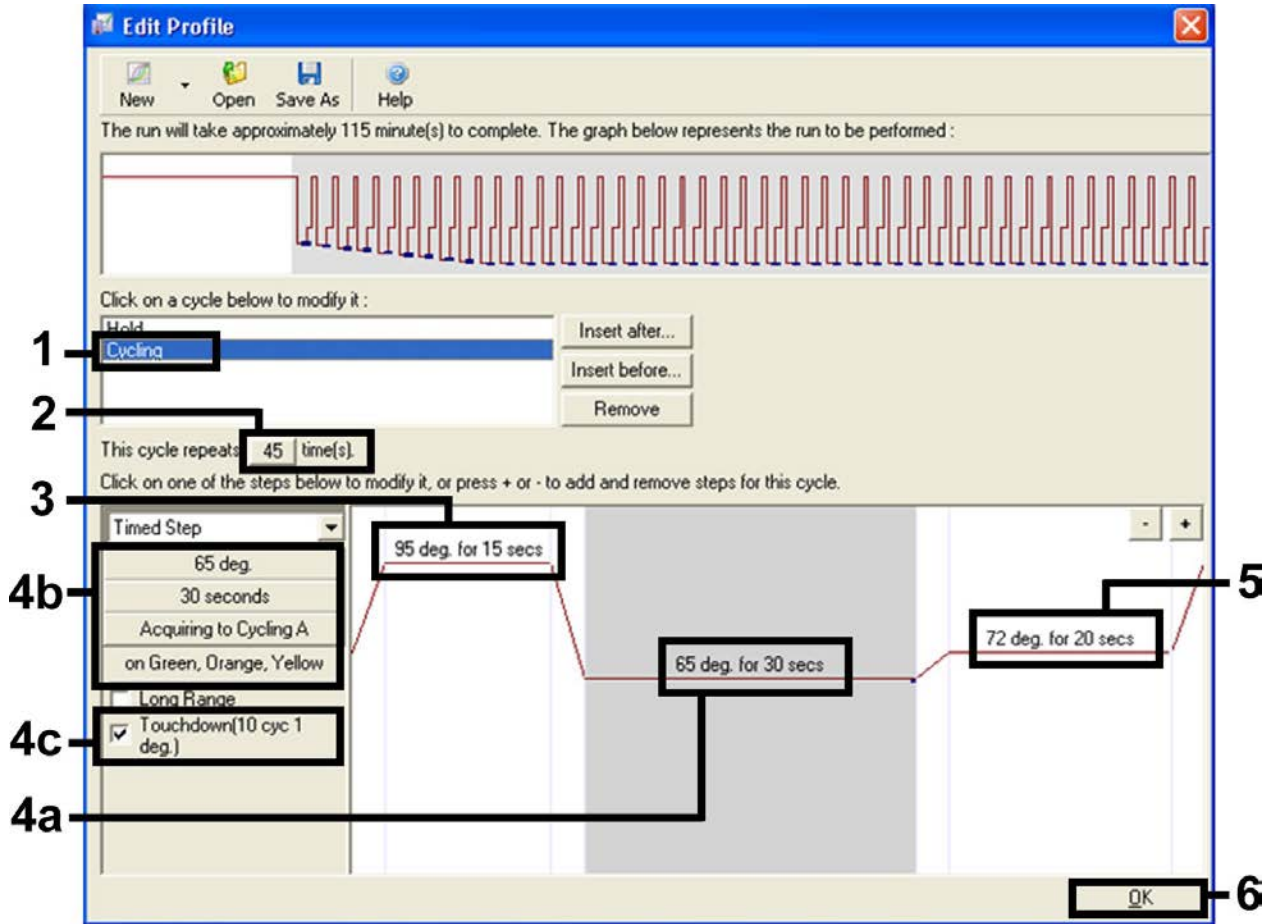 Edit Profile
New Open Save As Help
The run will take approximately 115 minute(s) to complete. The graph below represents the run to be performed :
Click on a cycle below to modify it :
Hold
1
Cycling
Insert after...
Insert before...
Remove
2
This cycle repeats 45 time(s).
Click on one of the steps below to modify it, or press + or - to add and remove steps for this cycle.
3
Timed Step
- +
95 deg. for 15 secs
4b
65 deg.
30 seconds
Acquiring to Cycling A
on Green, Orange, Yellow
65 deg. for 30 secs
72 deg. for 20 secs
5
Long Range
4c
Touchdown(10 cyc 1
deg.)
4a
OK
6